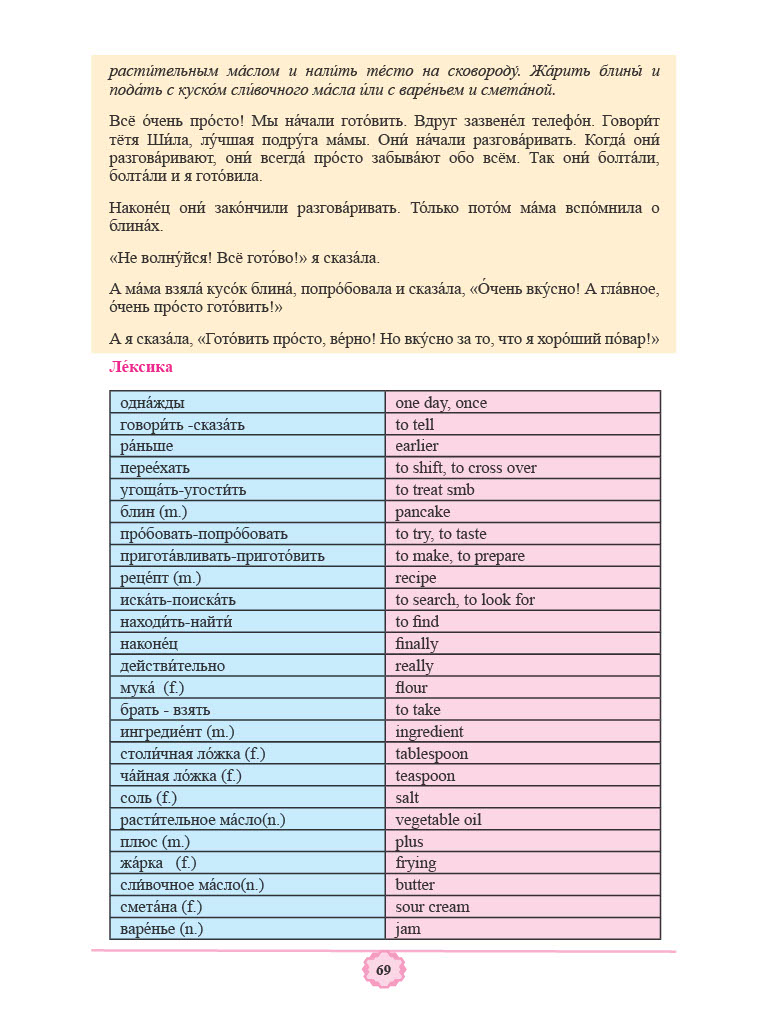 расти́тельным ма́слом и нали́ть те́сто на сковороду́. Жа́рить блины́ и
пода́ть с куско́м сли́вочного ма́сла и́ли с варе́ньем и смета́ной.
Всё о́чень про́сто! Мы на́чали гото́вить. Вдруг зазвене́л телефо́н. Говори́т
тётя Ши́ла, лу́чшая подру́га ма́мы. Они́ на́чали разгова́ривать. Когда́ они́
разгова́ривают, они́ всегда́ про́сто забыва́ют обо всём. Так они́ болта́ли,
болта́ли и я гото́вила.
Наконе́ц они́ зако́нчили разгова́ривать. То́лько пото́м ма́ма вспо́мнила о
блина́х.
«Не волну́йся! Всё гото́во!» я сказа́ла.
А ма́ма взяла́ кусо́к блина́, попро́бовала и сказа́ла, «О́чень вку́сно! А гла́вное,
о́чень про́сто гото́вить!»
А я сказа́ла, «Гото́вить про́сто, ве́рно! Но вку́сно за то, что я хоро́ший по́вар!»
Ле́ксика
одна́жды one day, once
говори́ть -сказа́ть to tell
ра́ньше earlier
перее́хать to shift, to cross over
угоща́ть-угости́ть to treat smb
блин (m.) pancake
про́бовать-попро́бовать to try, to taste
пригота́вливать-пригото́вить to make, to prepare
реце́пт (m.) recipe
иска́ть-поиска́ть to search, to look for
находи́ть-найти́ to find
наконе́ц finally
действи́тельно really
мука́ (f.) flour
брать - взять to take
ингредие́нт (m.) ingredient
столи́чная ло́жка (f.) tablespoon
ча́йная ло́жка (f.) teaspoon
соль (f.) salt
расти́тельное ма́сло(n.) vegetable oil
плюс (m.) plus
жа́рка (f.) frying
сли́вочное ма́сло(n.) butter
смета́на (f.) sour cream
варе́нье (n.) jam
69